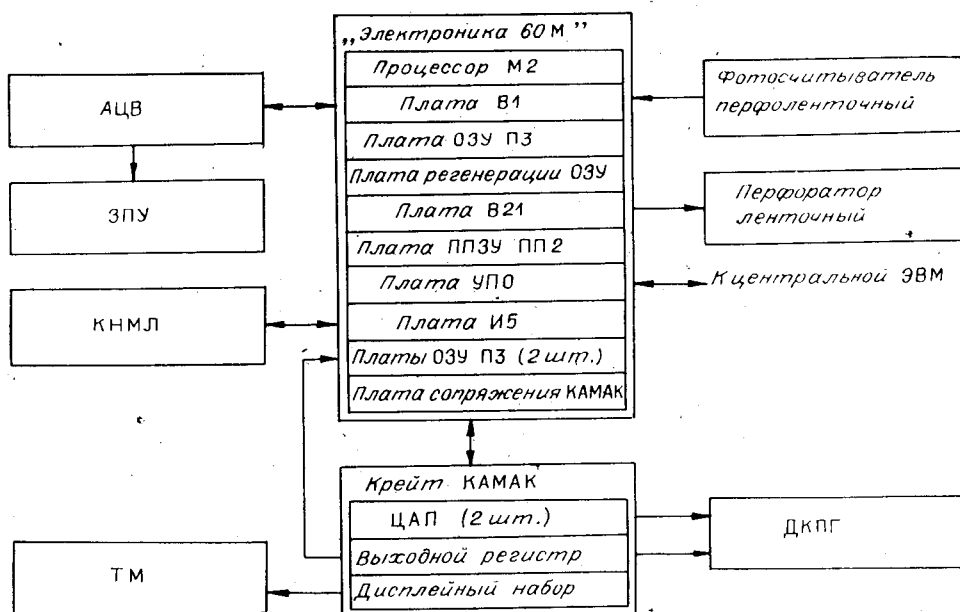 „Электроника 60М”
Процессор М2
Плата В1
Плата ОЗУ П3
Плата регенерации ОЗУ
Плата В21
Плата ППЗУ ПП2
Плата УПО
Плата И5
Платы ОЗУ П3 (2 шт.)
Плата сопряжения КАМАК
АЦВ
ЗПУ
КНМЛ
Фотосчитыватель
перфоленточный
Перфоратор
ленточный
К центральной ЭВМ
Крейт КАМАК
ЦАП (2 шт.)
Выходной регистр
Дисплейный набор
ТМ
ДКПГ